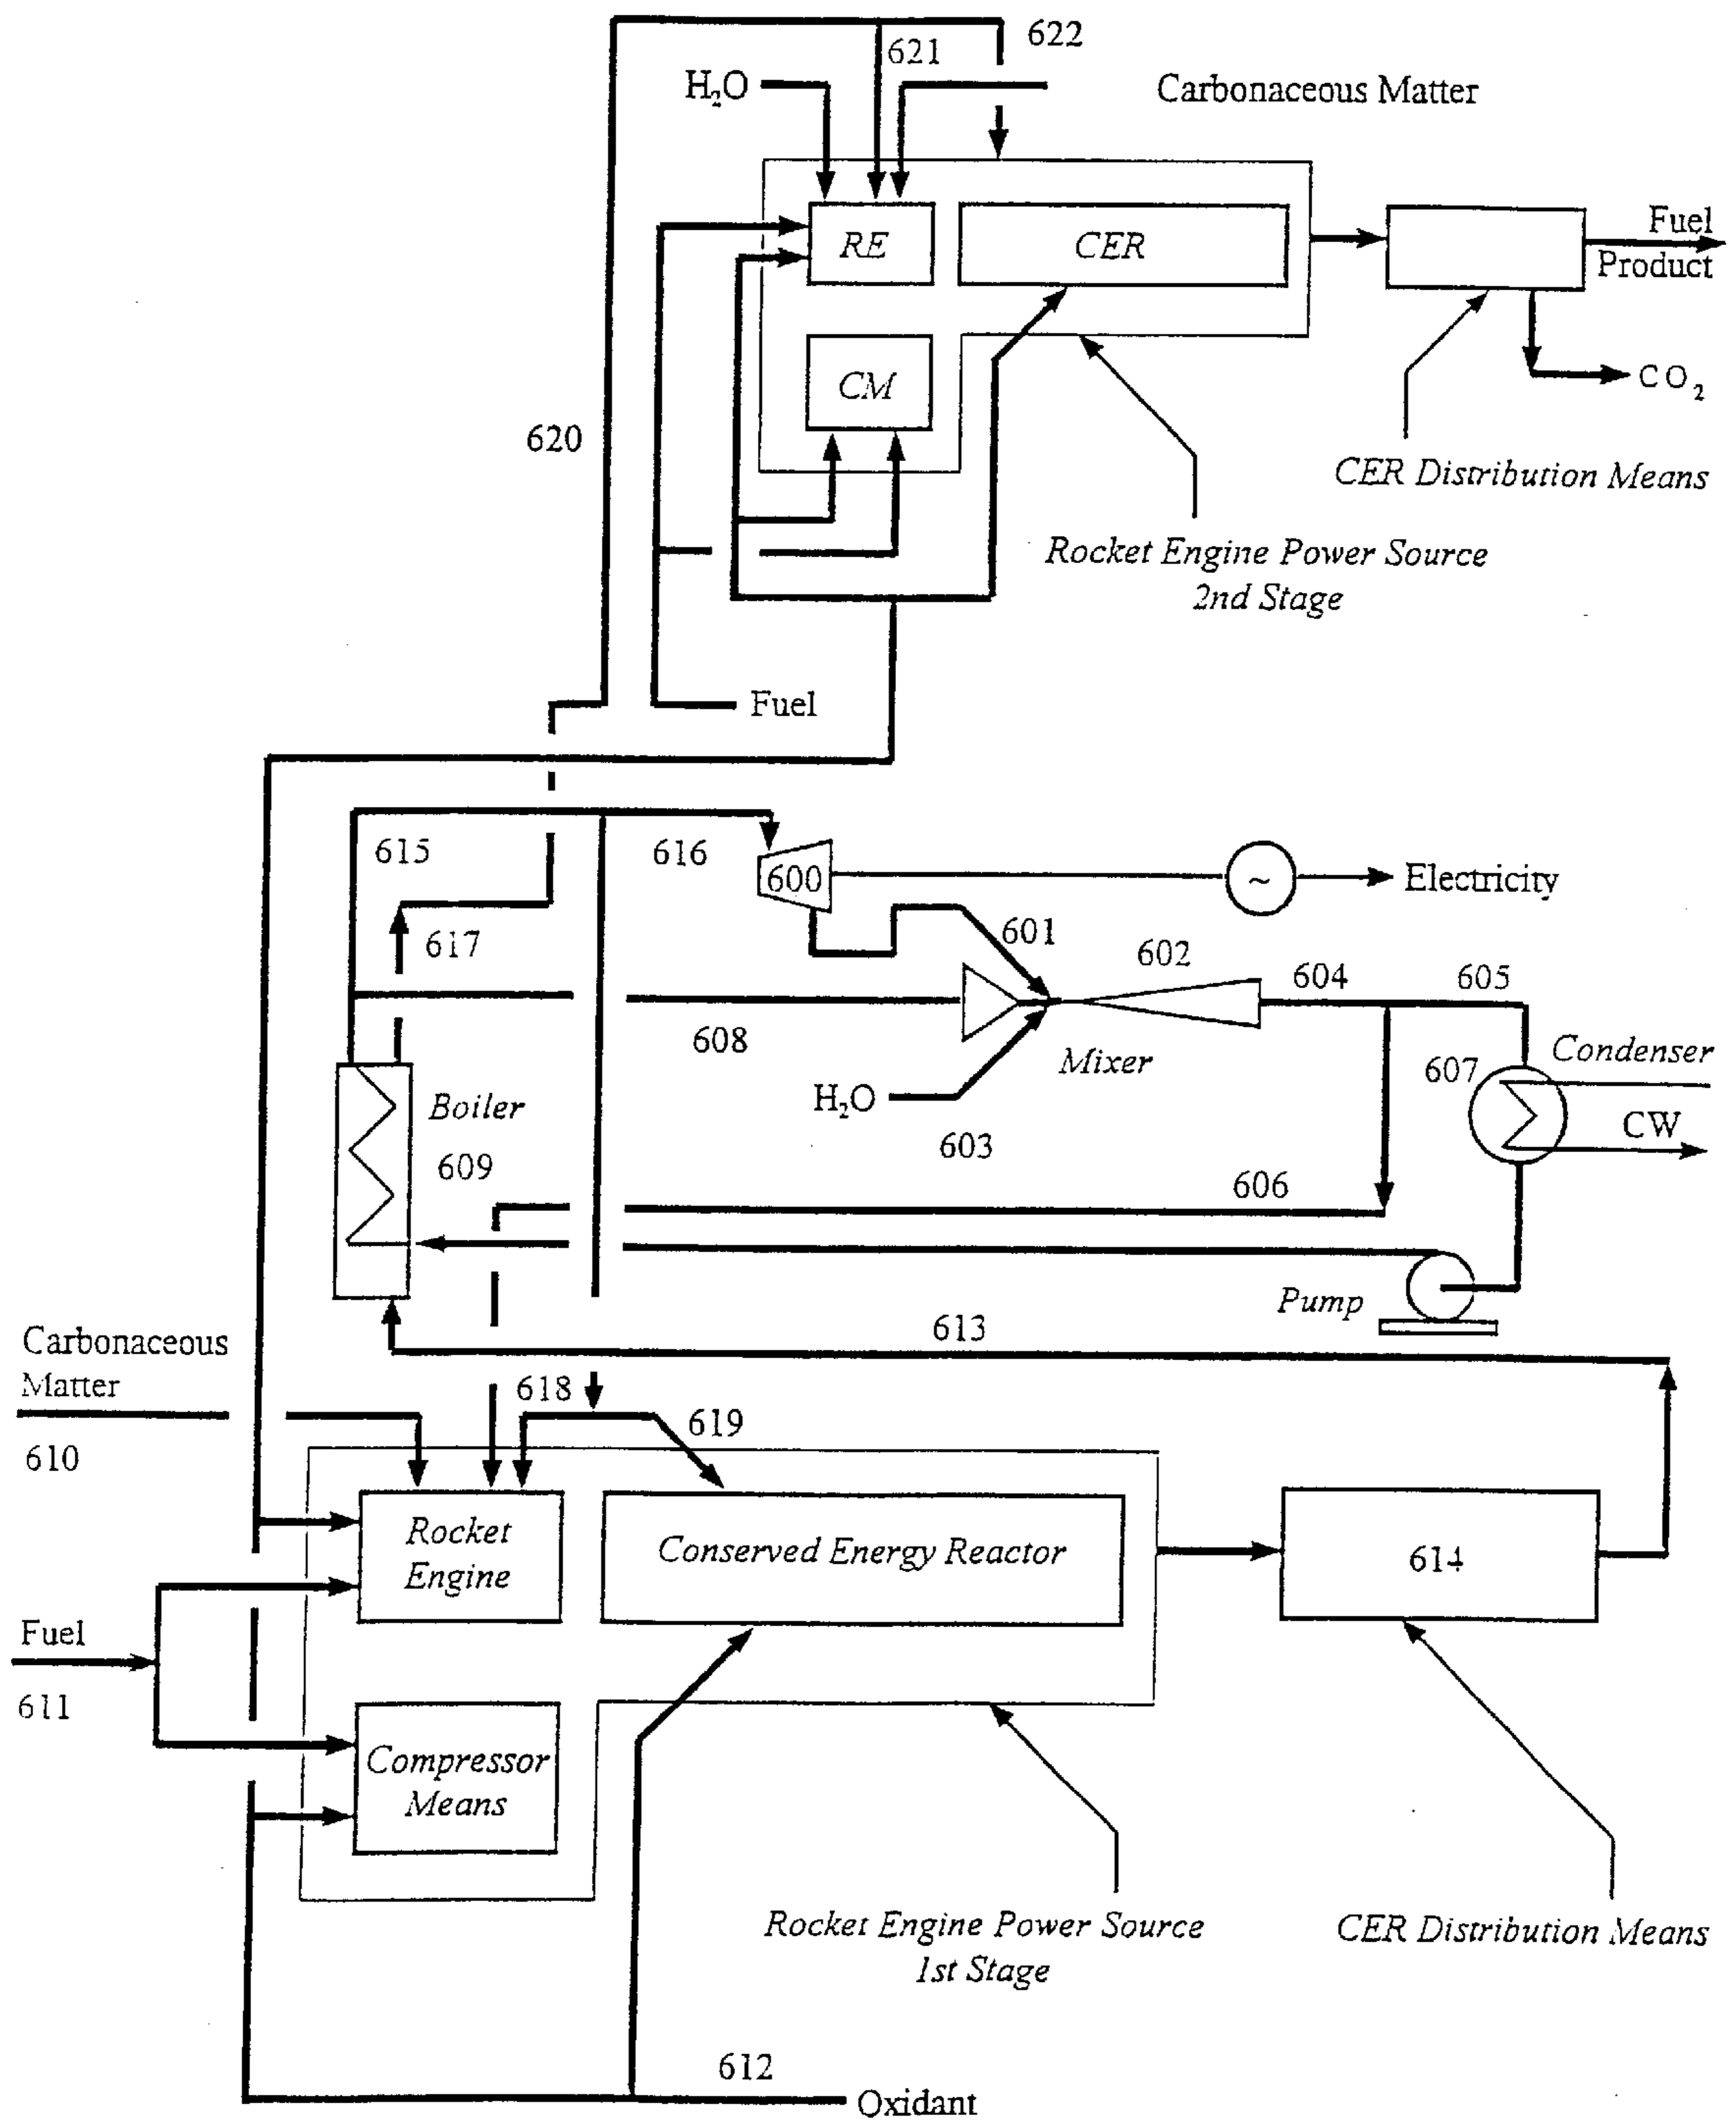 622
621
H₂O
Carbonaceous Matter
RE
CER
Fuel
Product
CM
CO₂
620
CER Distribution Means
Rocket Engine Power Source
2nd Stage
Fuel
615
616
600
~
Electricity
617
601
602
604
605
608
Mixer
607
Condenser
Boiler
H₂O
CW
603
609
606
Pump
613
Carbonaceous
Matter
618
619
610
Rocket
Engine
Conserved Energy Reactor
614
Fuel
611
Compressor
Means
Rocket Engine Power Source
1st Stage
CER Distribution Means
612
Oxidant